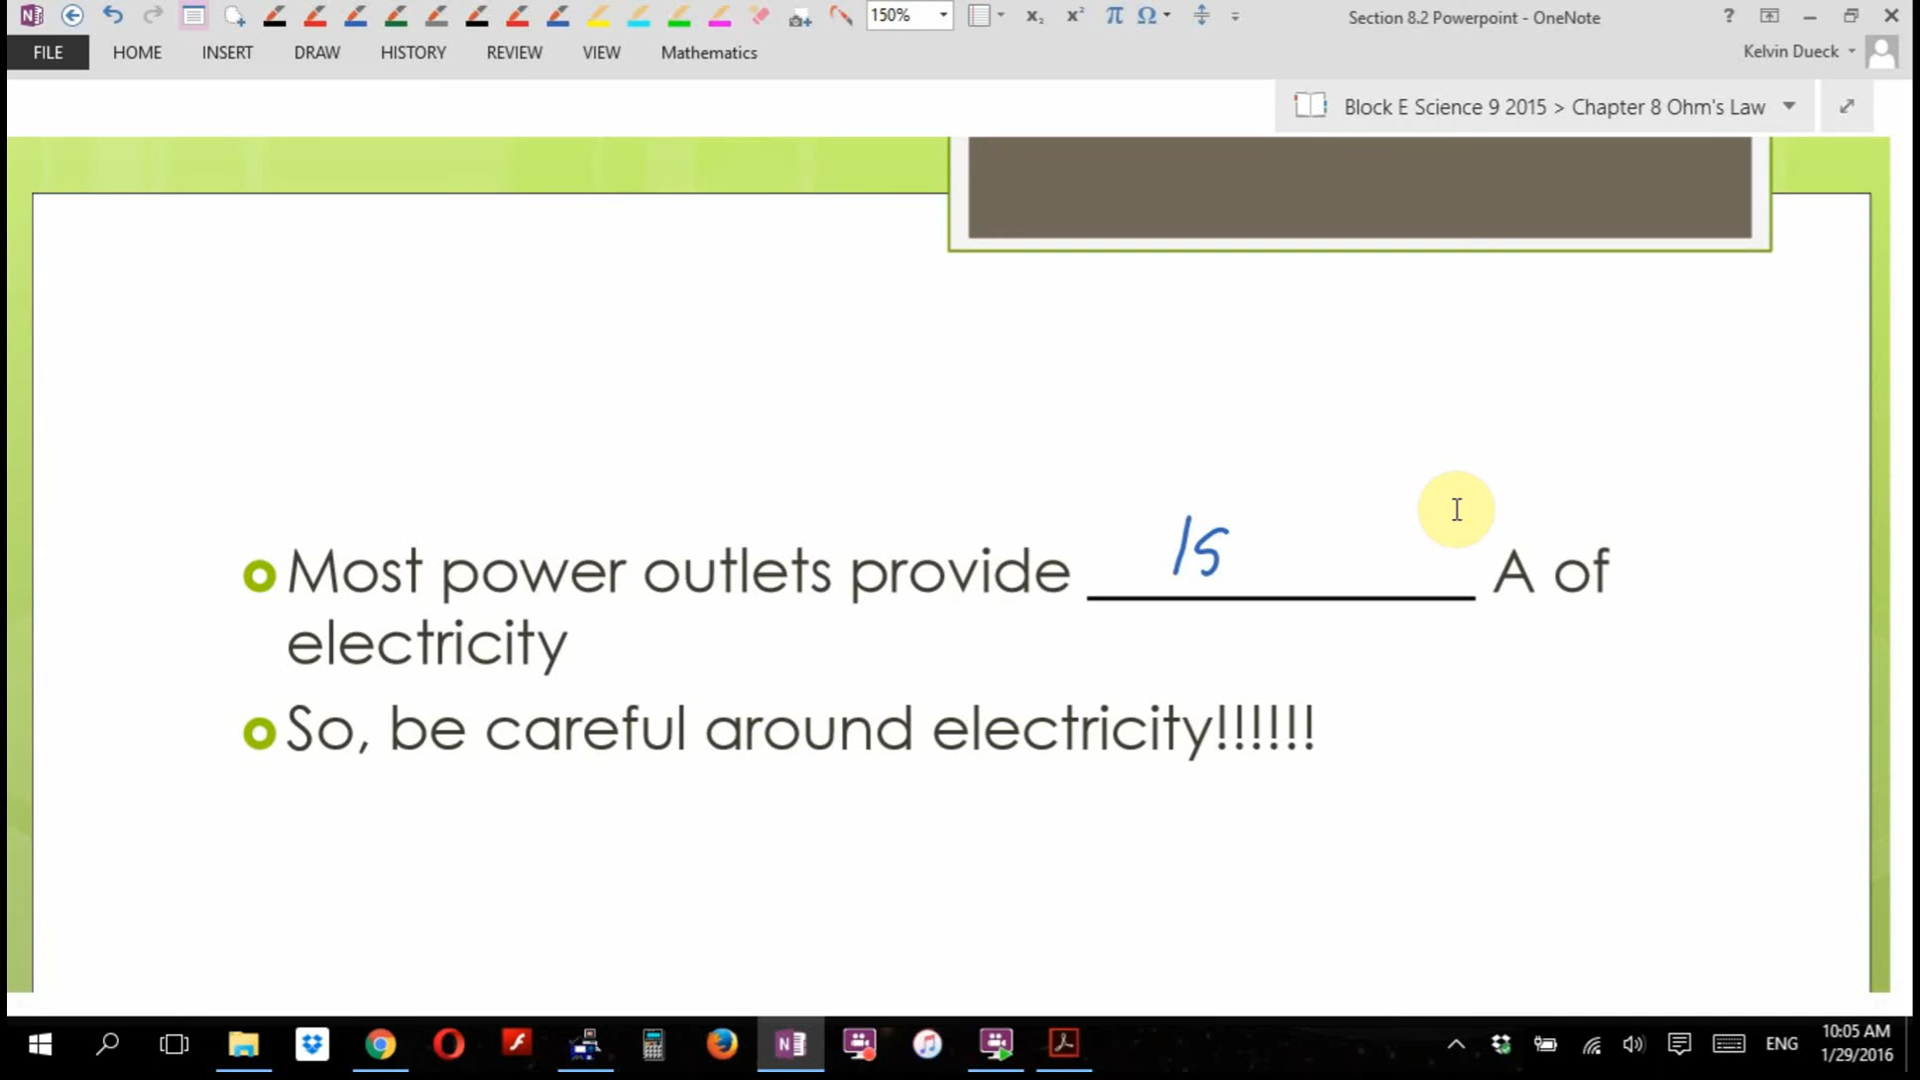 150%
x₂
x²
π
Ω
Section 8.2 Powerpoint - OneNote
?
FILE
HOME
INSERT
DRAW
HISTORY
REVIEW
VIEW
Mathematics
Kelvin Dueck
Block E Science 9 2015 > Chapter 8 Ohm's Law
Most power outlets provide 15 A of
electricity
So, be careful around electricity!!!!!!
N
ENG
10:05 AM
1/29/2016